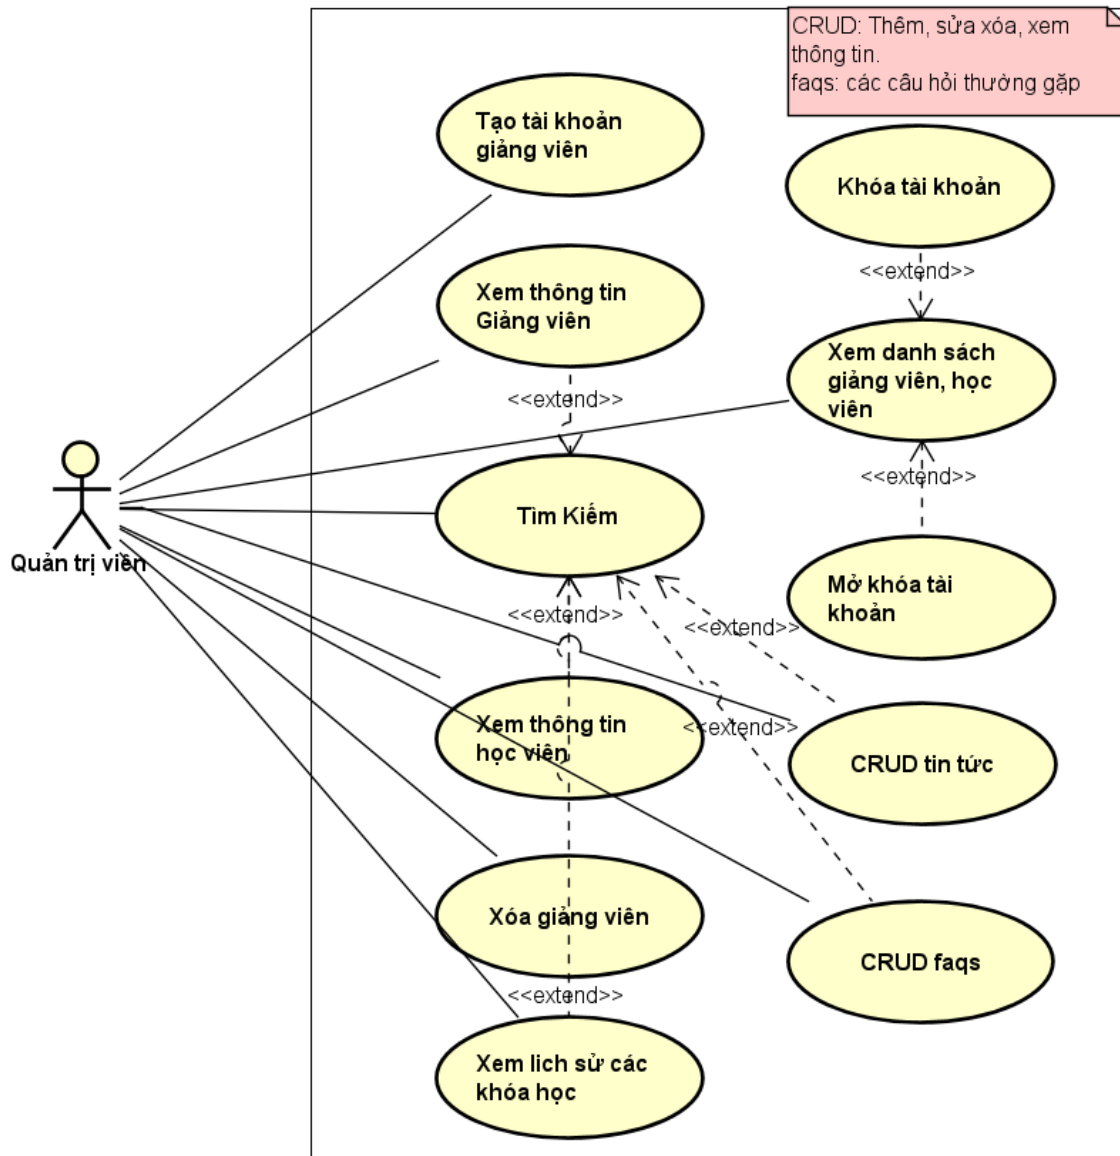 CRUD: Thêm, sửa xóa, xem
thông tin.
faqs: các câu hỏi thường gặp
Tạo tài khoản
giảng viên
Khóa tài khoản
<<extend>>
Xem thông tin
Giảng viên
Xem danh sách
giảng viên, học
viên
<<extend>>
<<extend>>
Tìm Kiếm
Quản trị viên
Mở khóa tài
khoản
<<extend>>
<<extend>>
Xem thông tin
học viên
<<extend>>
CRUD tin tức
Xóa giảng viên
CRUD faqs
<<extend>>
Xem lich sử các
khóa học